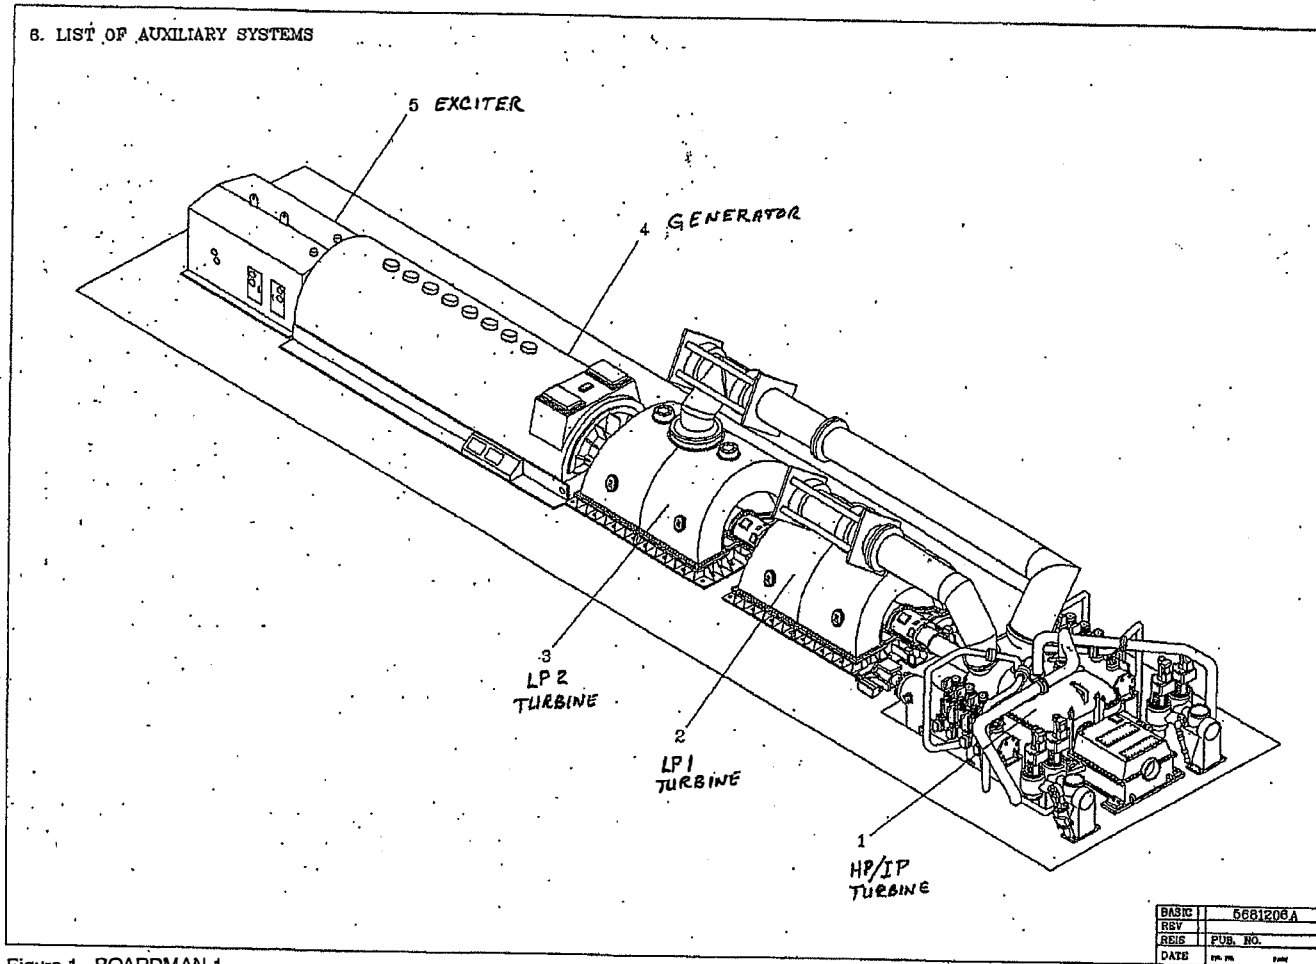 6. LIST OF AUXILIARY SYSTEMS
5 EXCITER
4 GENERATOR
3
LP 2
TURBINE
2
LP 1
TURBINE
1
HP/IP
TURBINE
BASIC 5681206A
REV
REIS PUB. NO.
DATE
Figure 1 BOARDMAN 1